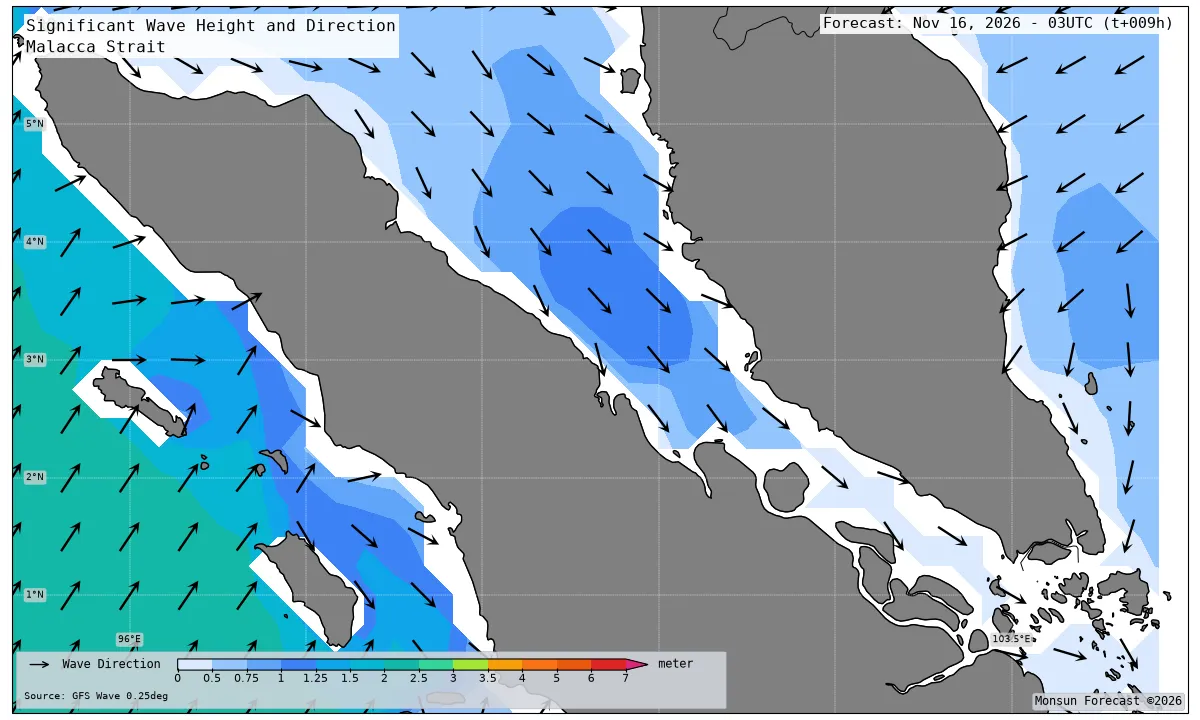 Significant Wave Height and Direction
Malacca Strait
Forecast: Nov 16, 2026 - 03UTC (t+009h)
5°N
4°N
3°N
2°N
1°N
96°E
103.5°E
Wave Direction
meter
0 0.5 0.75 1 1.25 1.5 2 2.5 3 3.5 4 5 6 7
Source: GFS Wave 0.25deg
Monsun Forecast ©2026